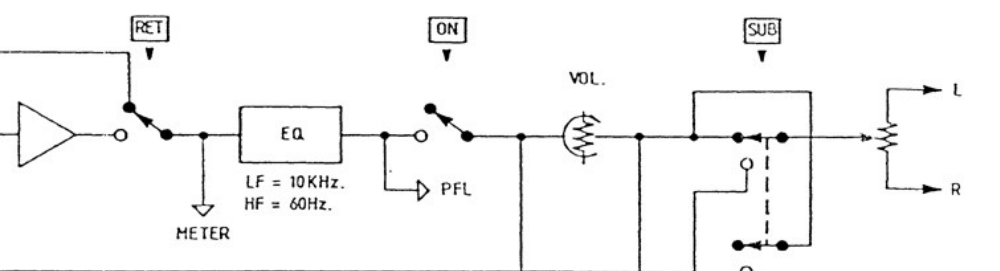 RET
ON
SUB
VOL.
L
EQ
LF = 10KHz.
HF = 60Hz.
PFL
R
METER